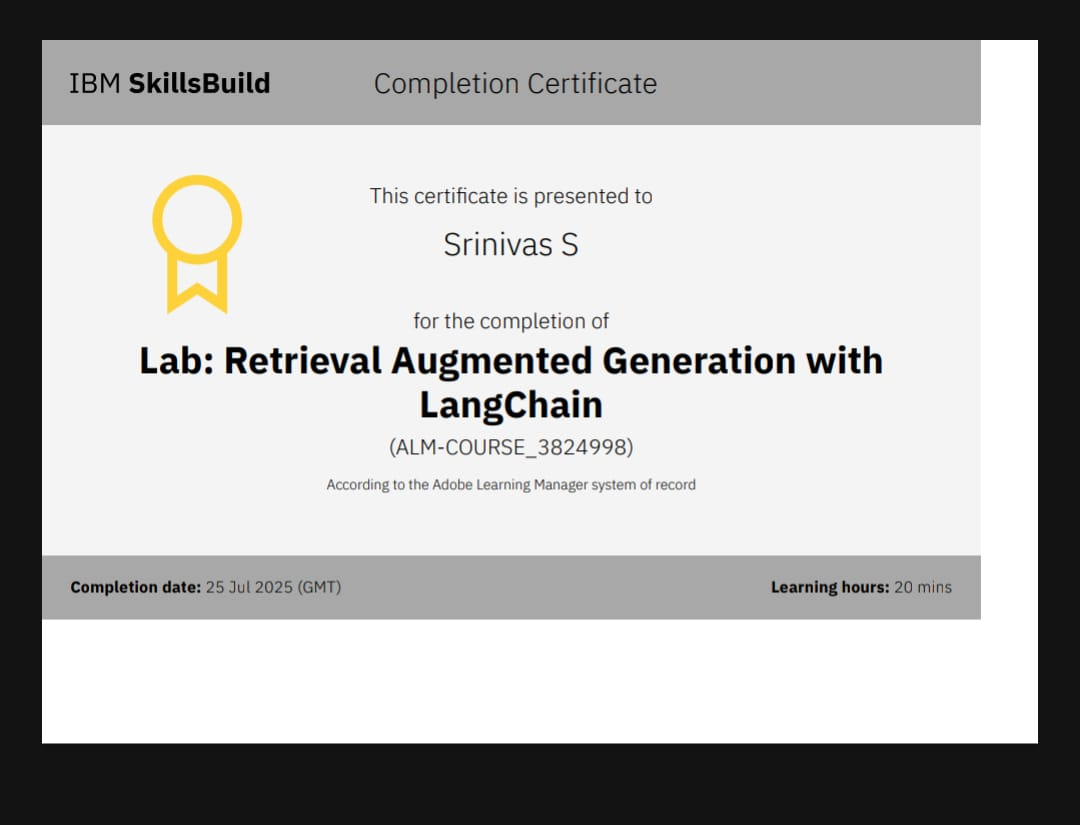 IBM SkillsBuild
Completion Certificate
This certificate is presented to
Srinivas S
for the completion of
Lab: Retrieval Augmented Generation with
LangChain
(ALM-COURSE_3824998)
According to the Adobe Learning Manager system of record
Completion date: 25 Jul 2025 (GMT)
Learning hours: 20 mins